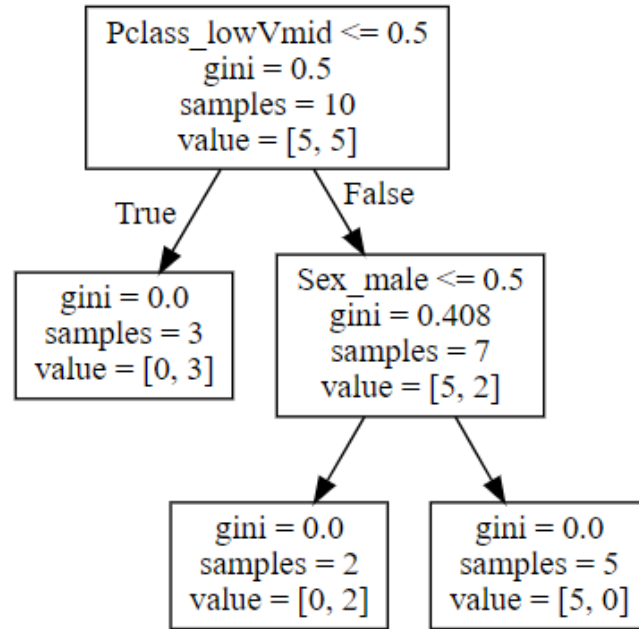 Pclass_lowVmid <= 0.5
gini = 0.5
samples = 10
value = [5, 5]
True
False
gini = 0.0
samples = 3
value = [0, 3]
Sex_male <= 0.5
gini = 0.408
samples = 7
value = [5, 2]
gini = 0.0
samples = 2
value = [0, 2]
gini = 0.0
samples = 5
value = [5, 0]